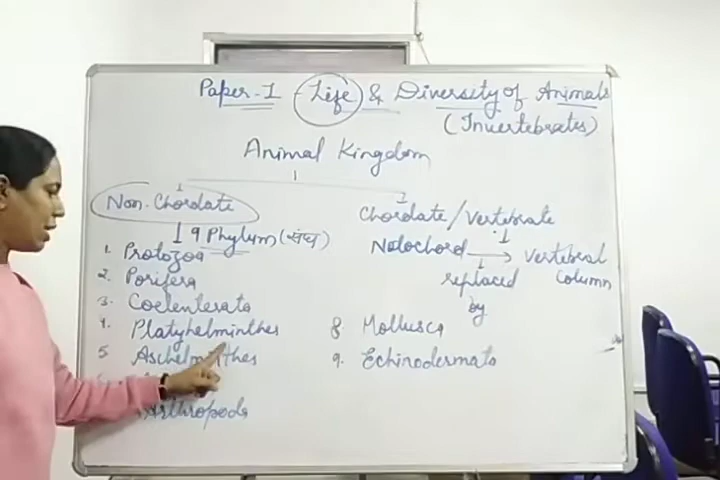 Paper-1 - Life & Diversity of Animals
(Invertebrates)
Animal Kingdom
Non-Chordate
9 Phylum (संघ)
1. Protozoa
2. Porifera
3. Coelenterata
4. Platyhelminthes
5 Aschelminthes
Arthropoda
8. Mollusca
9. Echinodermata
Chordate/Vertebrate
Notochord → Vertebral
Column
replaced
by